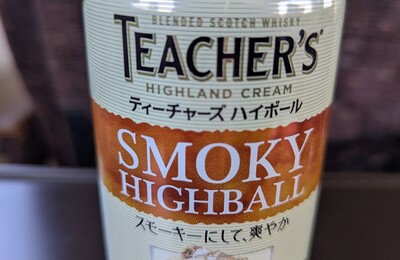 BLENDED SCOTCH WHISKY
TEACHER'S®
HIGHLAND CREAM
ティーチャーズ ハイボール
SMOKY
HIGHBALL
スモーキーにして、爽やか